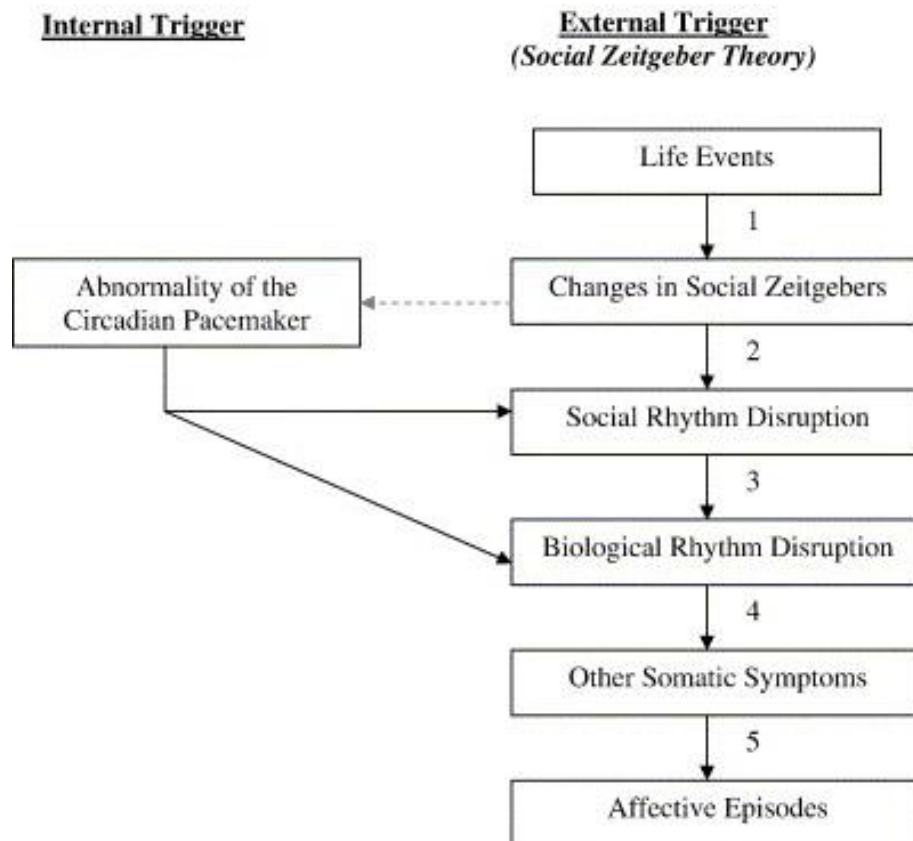 Internal Trigger
External Trigger
(Social Zeitgeber Theory)
Life Events
1
Abnormality of the
Circadian Pacemaker
Changes in Social Zeitgebers
2
Social Rhythm Disruption
3
Biological Rhythm Disruption
4
Other Somatic Symptoms
5
Affective Episodes